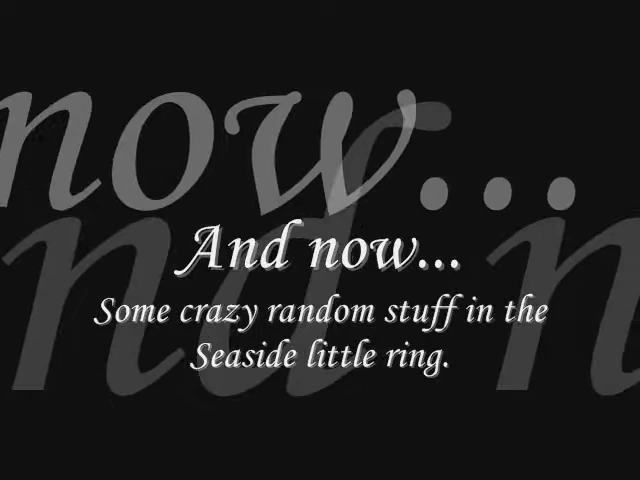 now...
And now...
Some crazy random stuff in the
Seaside little ring.